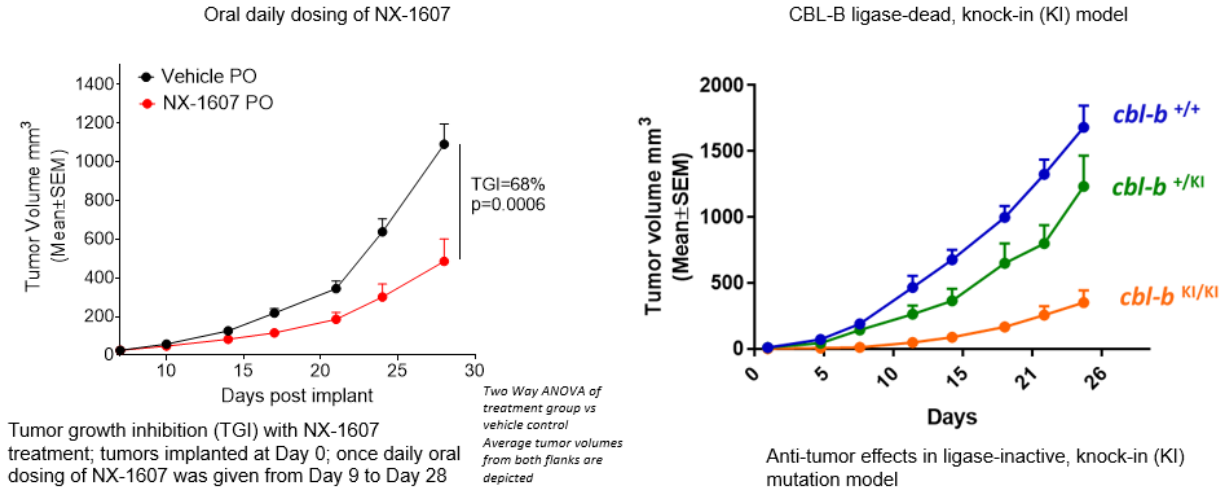 Oral daily dosing of NX-1607
Vehicle PO
NX-1607 PO
Tumor Volume mm³
(Mean±SEM)
1400
1200
1000
800
600
400
200
0
10
15
20
25
30
Days post implant
TGI=68%
p=0.0006
Two Way ANOVA of
treatment group vs
vehicle control
Average tumor volumes
from both flanks are
depicted
Tumor growth inhibition (TGI) with NX-1607
treatment; tumors implanted at Day 0; once daily oral
dosing of NX-1607 was given from Day 9 to Day 28
CBL-B ligase-dead, knock-in (KI) model
Tumor volume mm³
(Mean±SEM)
2000
1500
1000
500
0
0
5
10
15
21
26
Days
cbl-b +/+
cbl-b +/KI
cbl-b KI/KI
Anti-tumor effects in ligase-inactive, knock-in (KI)
mutation model